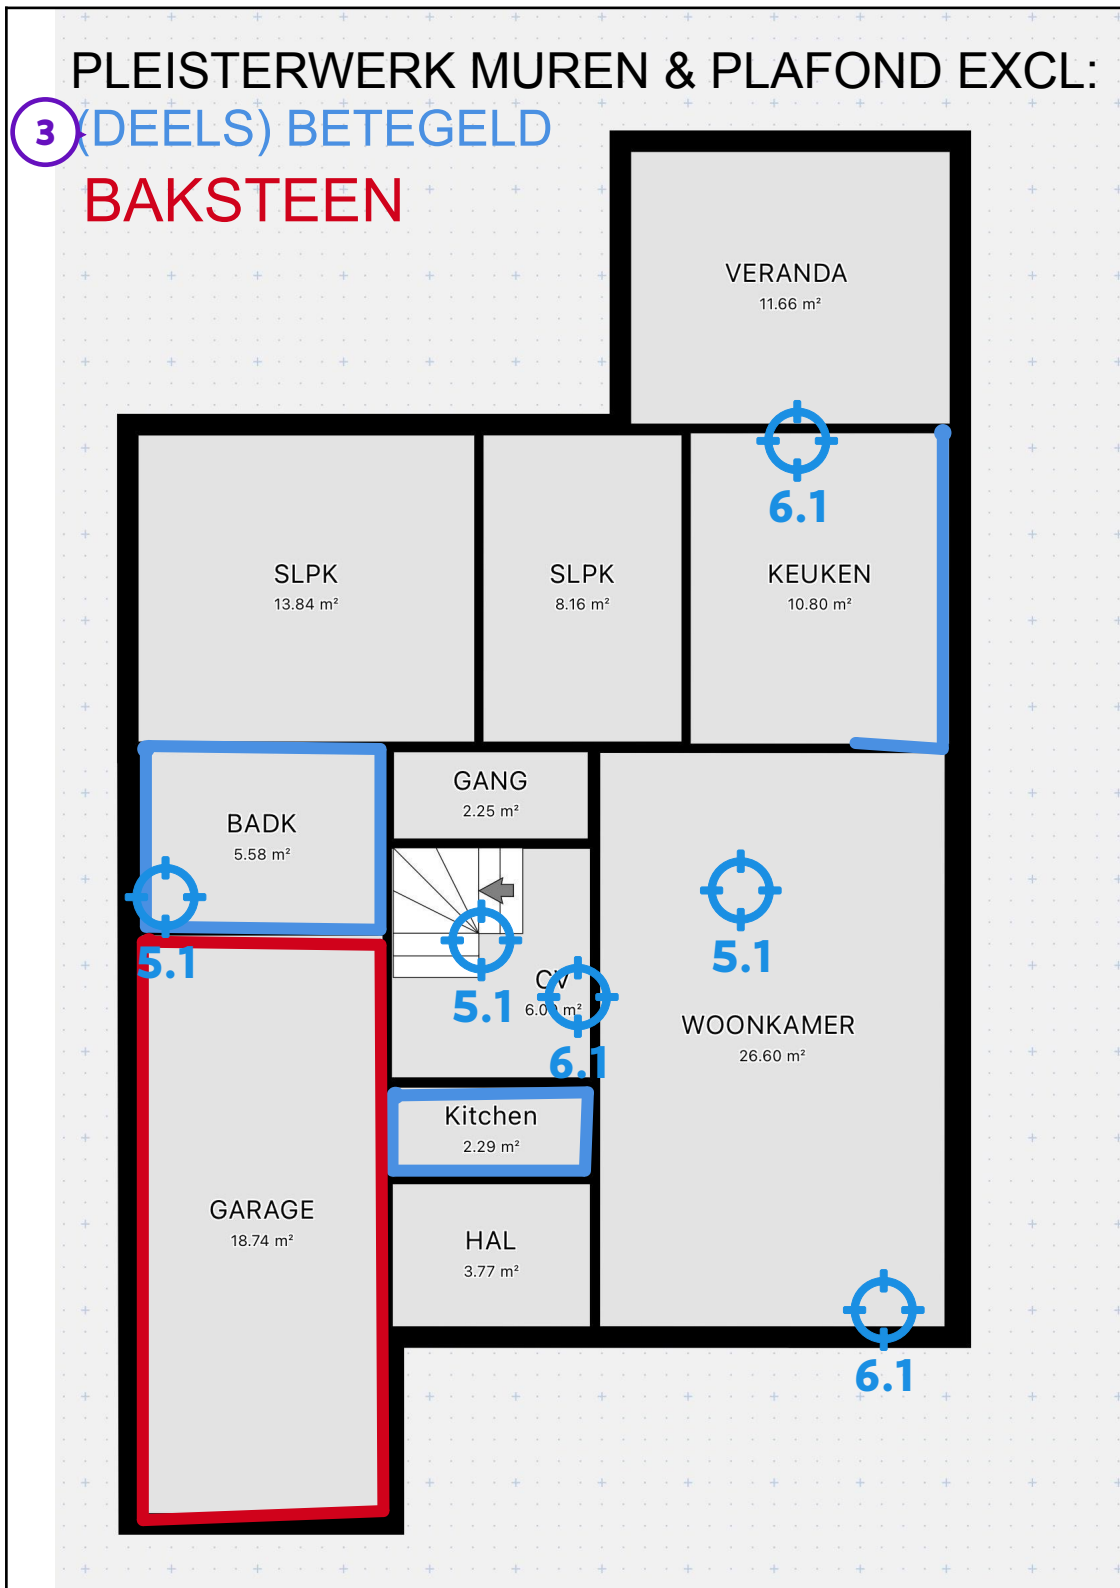 PLEISTERWERK MUREN & PLAFOND EXCL:
3 (DEELS) BETEGELD
BAKSTEEN
VERANDA
11.66 m²
6.1
SLPK
13.84 m²
SLPK
8.16 m²
KEUKEN
10.80 m²
GANG
2.25 m²
BADK
5.58 m²
5.1
5.1
CV
6.1
5.1
WOONKAMER
26.60 m²
Kitchen
2.29 m²
GARAGE
18.74 m²
HAL
3.77 m²
6.1